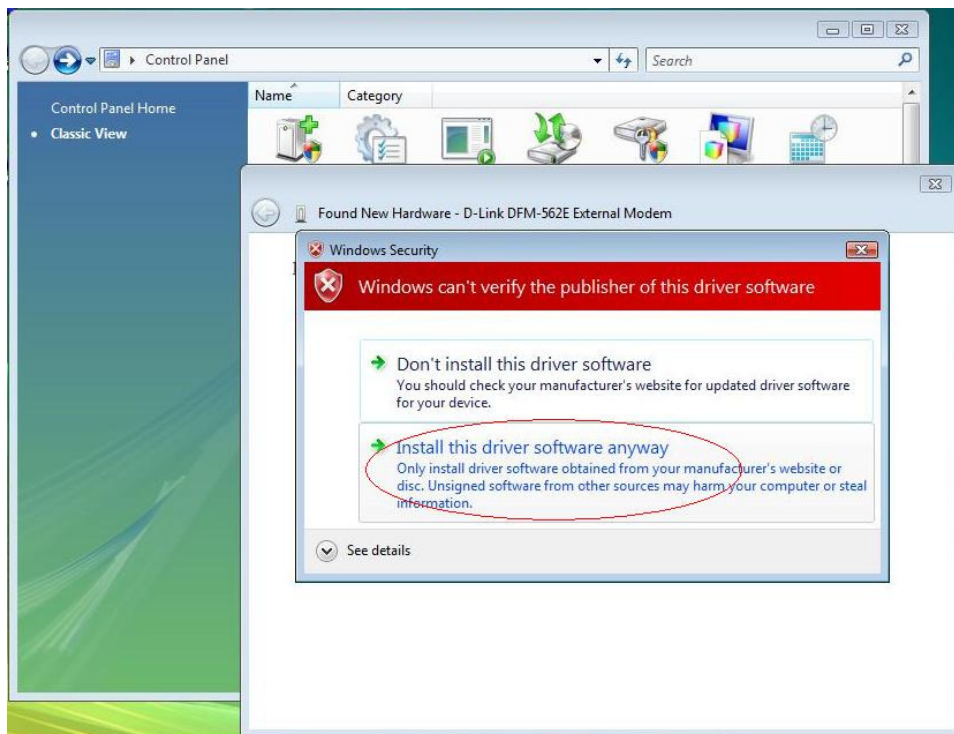 Control Panel
Search
Control Panel Home
Classic View
Name Category
Found New Hardware - D-Link DFM-562E External Modem
Windows Security
Windows can't verify the publisher of this driver software
Don't install this driver software
You should check your manufacturer's website for updated driver software
for your device.
Install this driver software anyway
Only install driver software obtained from your manufacturer's website or
disc. Unsigned software from other sources may harm your computer or steal
information.
See details